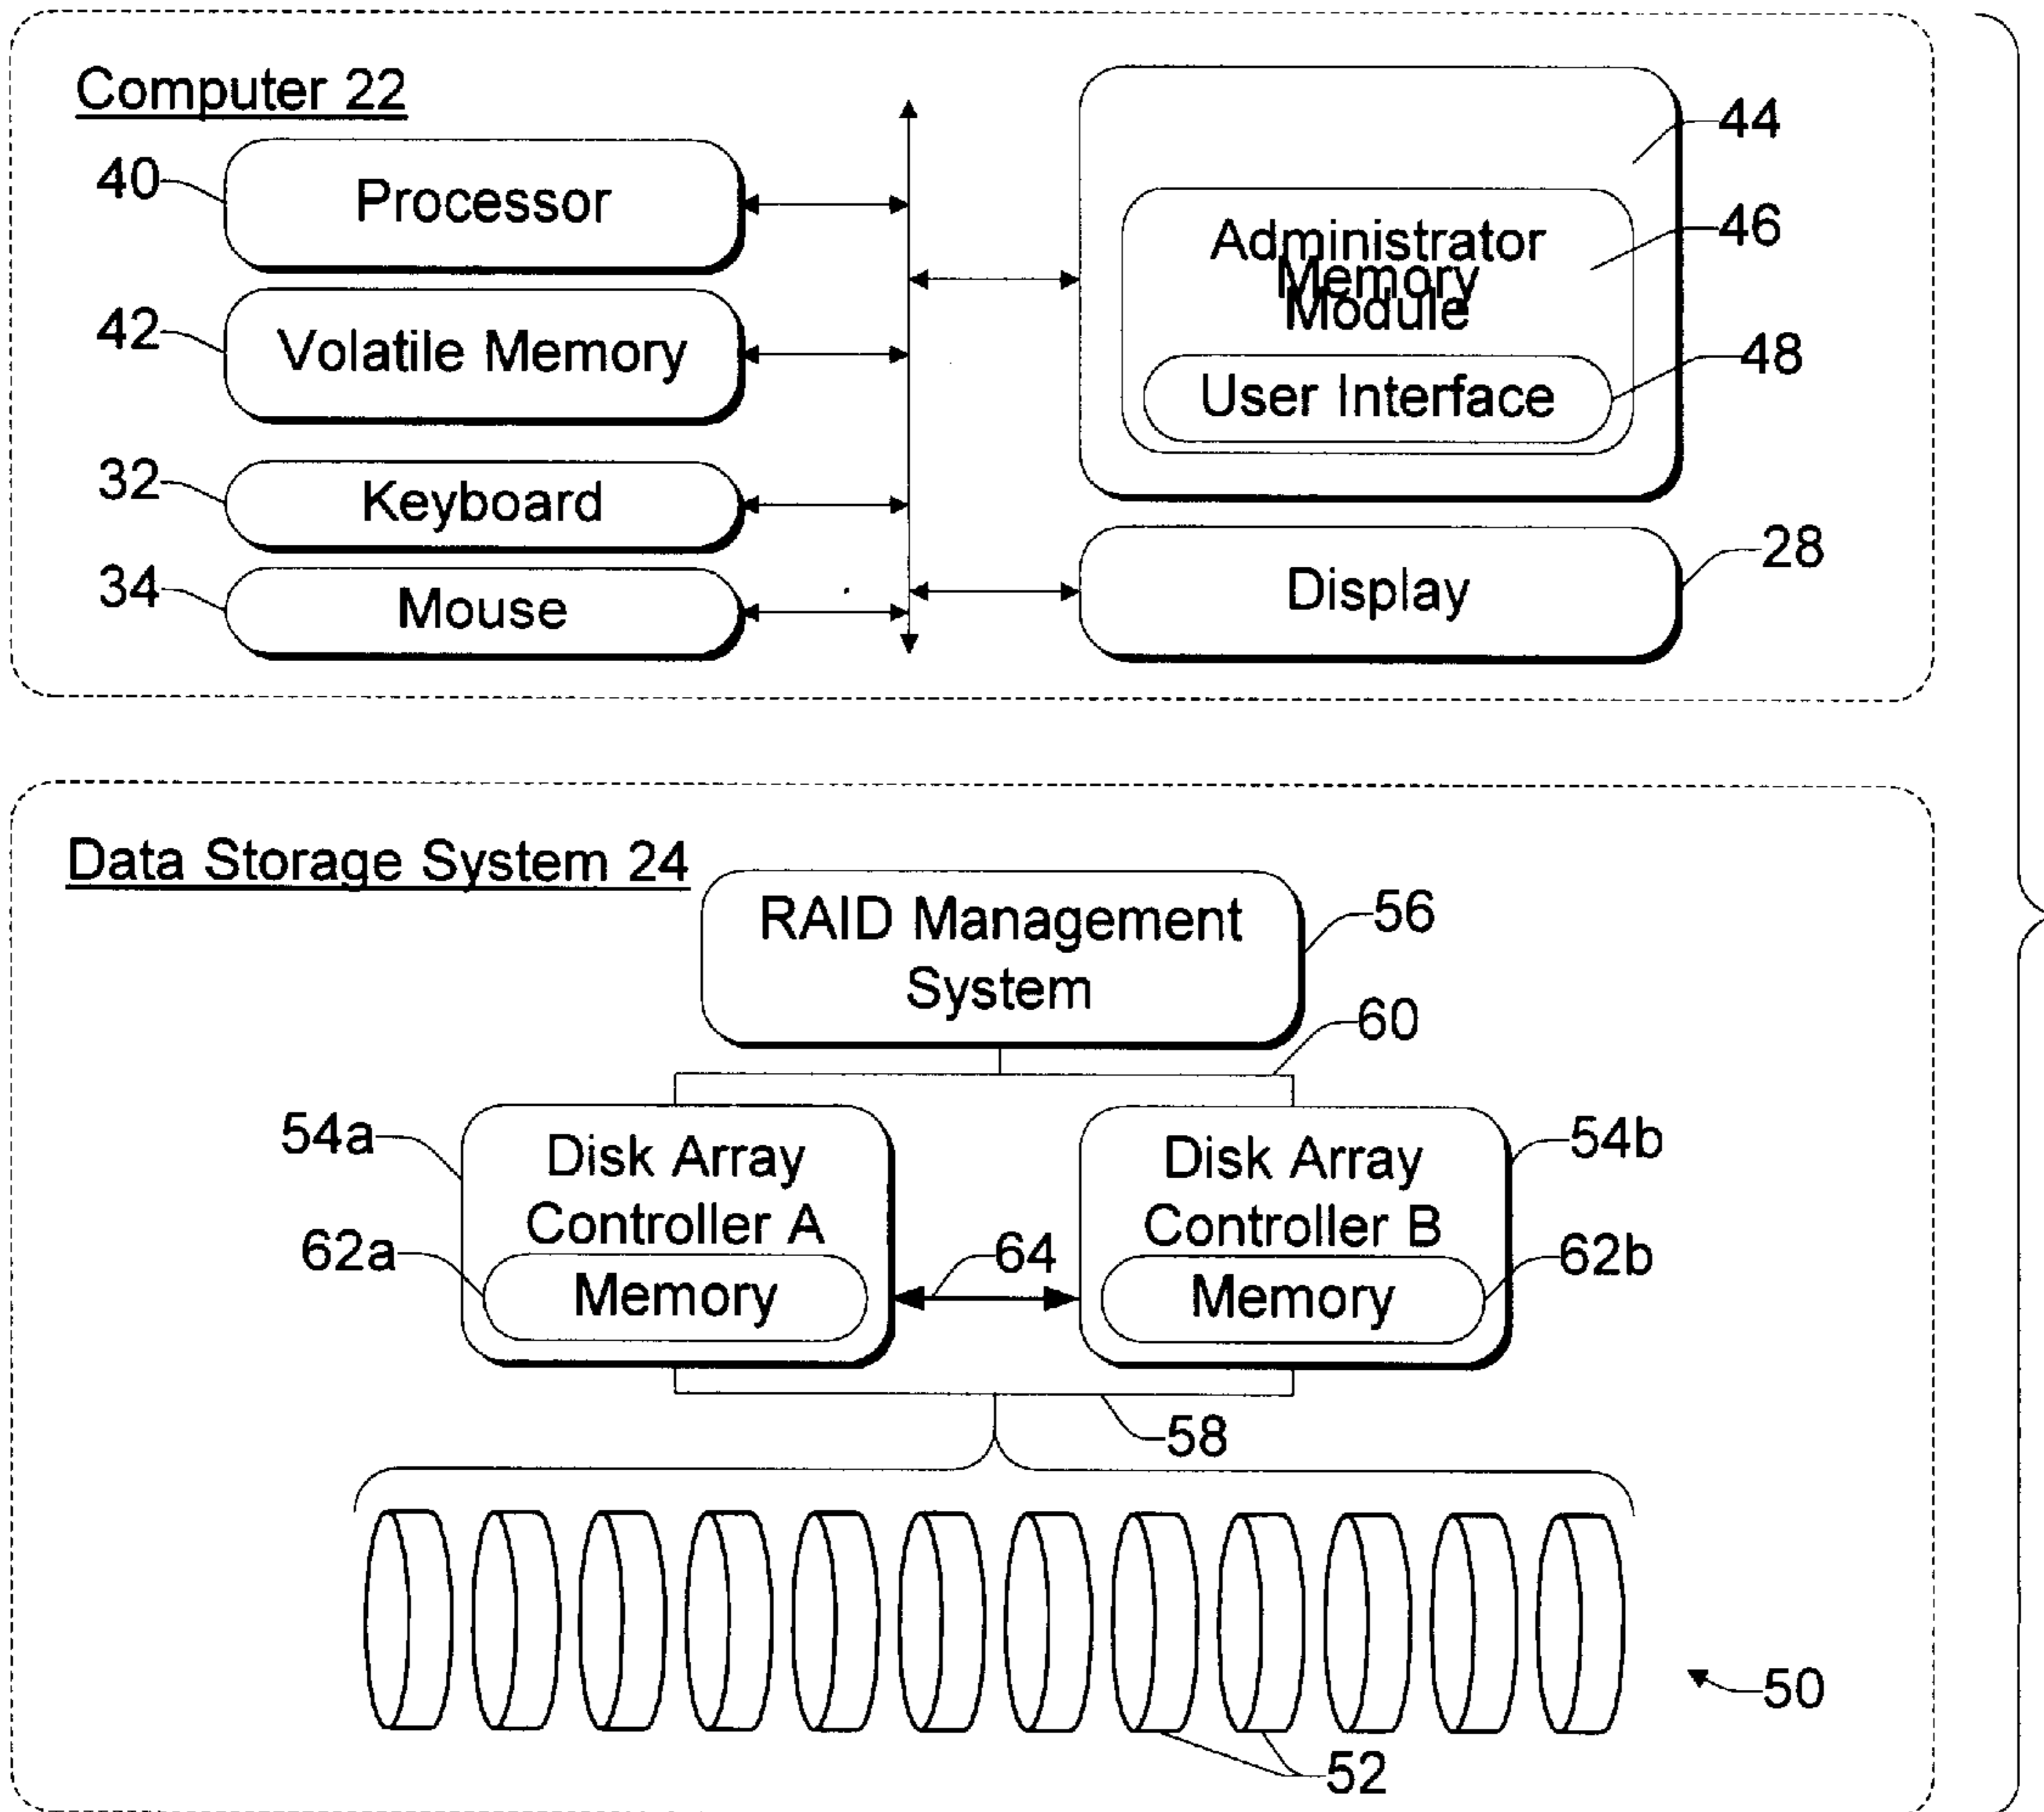 Computer 22
44
40
Processor
Administrator
46
Memory
Module
42
Volatile Memory
48
User Interface
32
Keyboard
28
Display
34
Mouse
Data Storage System 24
RAID Management
System
56
60
54a
Disk Array
Controller A
54b
Disk Array
Controller B
62a
Memory
64
62b
Memory
58
50
52